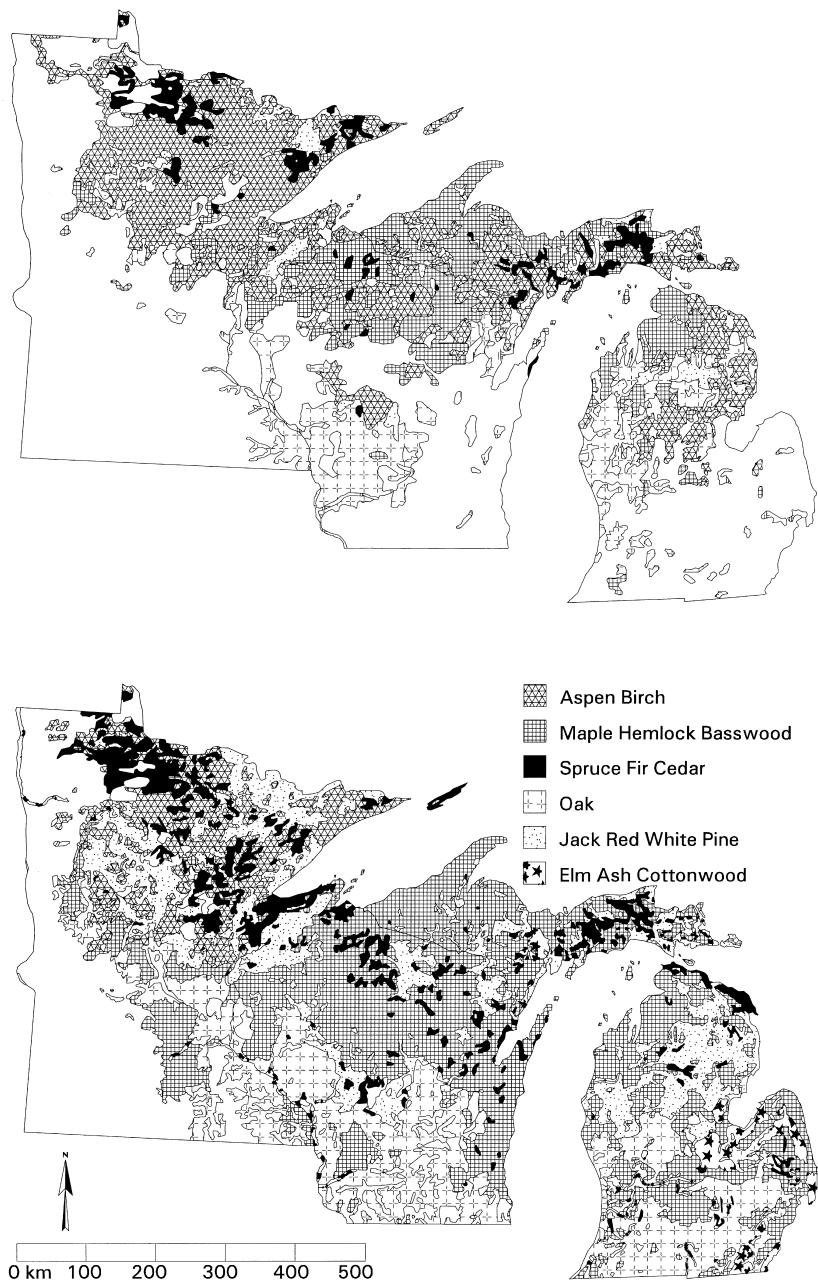 Aspen Birch
Maple Hemlock Basswood
Spruce Fir Cedar
Oak
Jack Red White Pine
Elm Ash Cottonwood
N
0 km 100 200 300 400 500